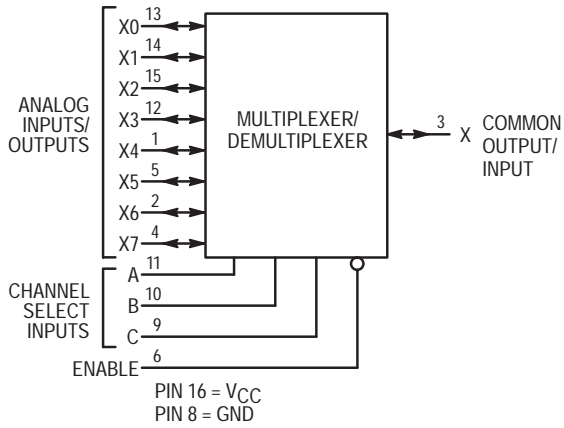 ANALOG
INPUTS/
OUTPUTS
X0 13
X1 14
X2 15
X3 12
X4 1
X5 5
X6 2
X7 4
MULTIPLEXER/
DEMULTIPLEXER
3 X COMMON
OUTPUT/
INPUT
CHANNEL
SELECT
INPUTS
A 11
B 10
C 9
ENABLE 6
PIN 16 = VCC
PIN 8 = GND